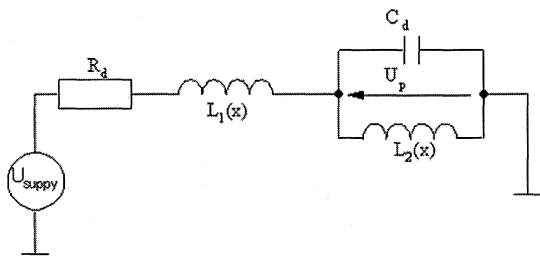 C_d
R_d
U_p
L_1(x)
L_2(x)
U_suppy